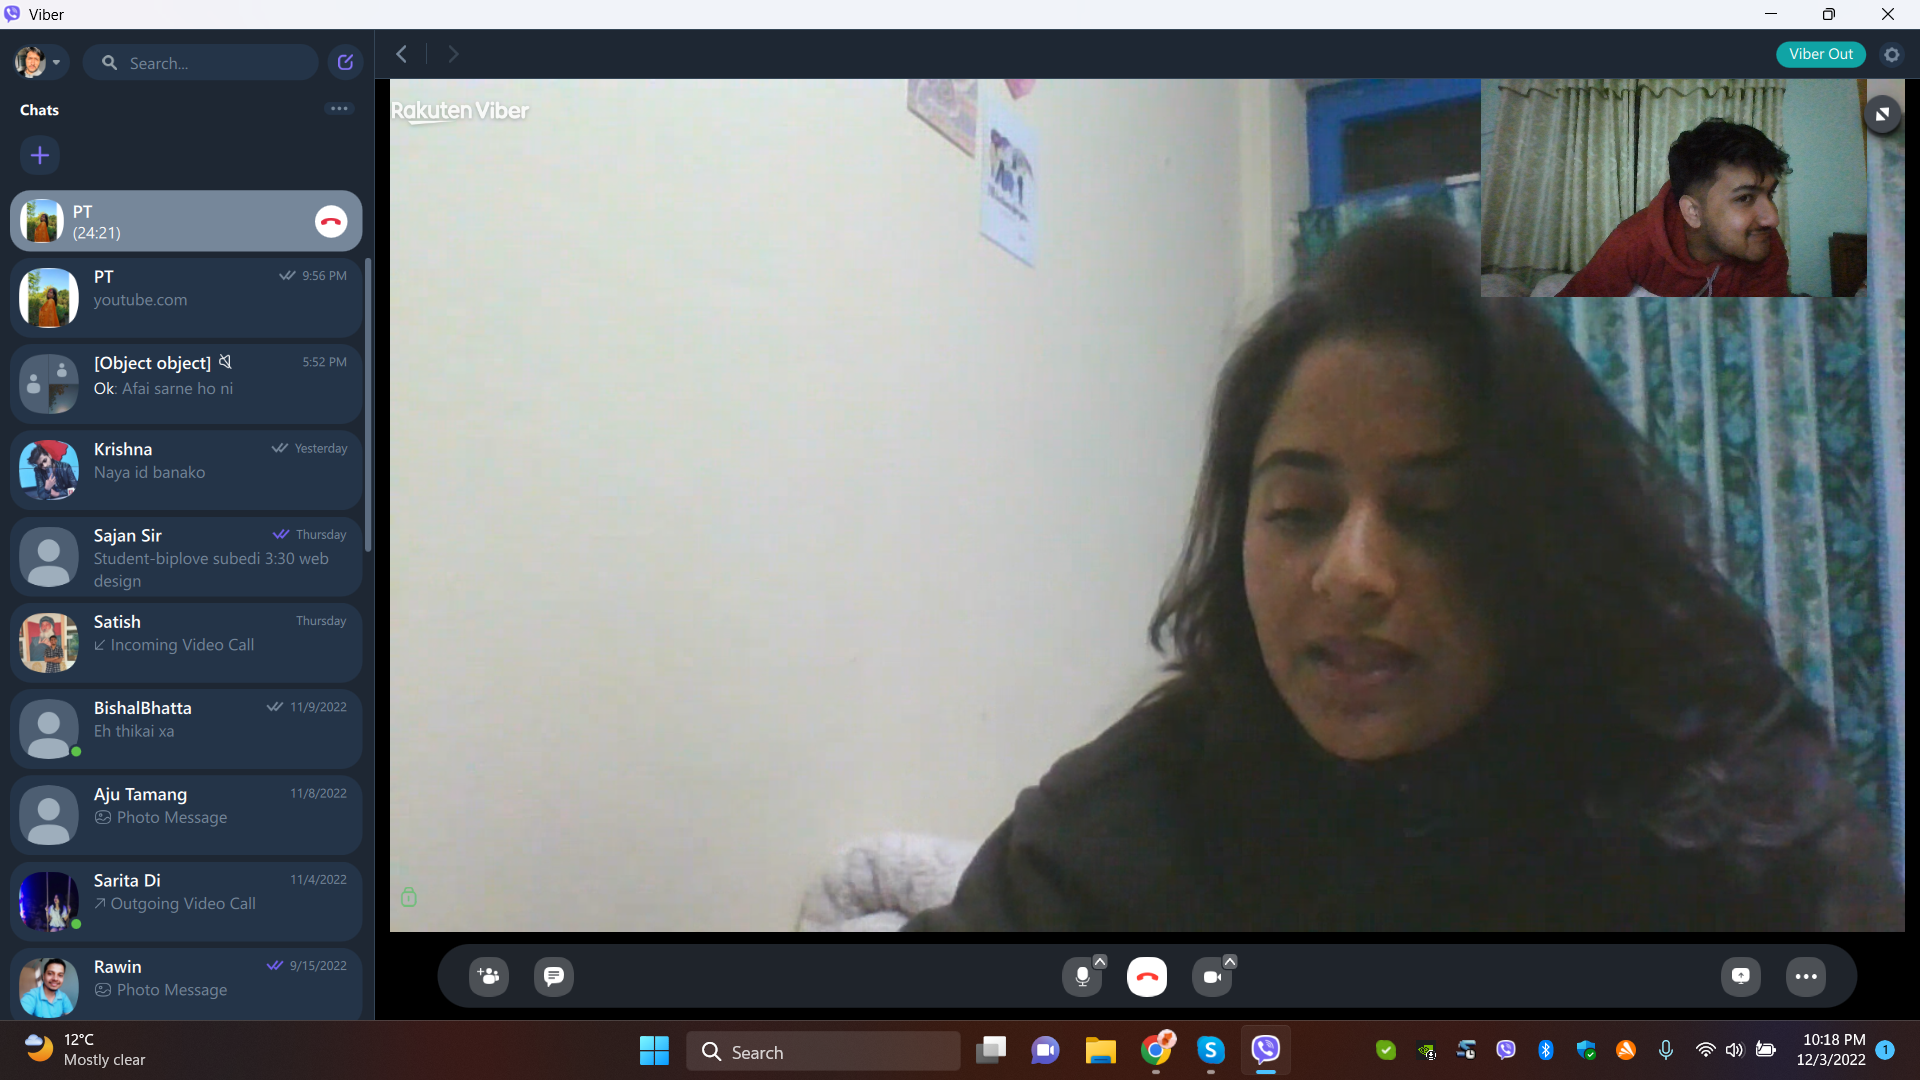 Viber
Search...
Viber Out
Chats
Rakuten Viber
PT
(24:21)
PT
9:56 PM
youtube.com
[Object object]
5:52 PM
Ok: Afai sarne ho ni
Krishna
Yesterday
Naya id banako
Sajan Sir
Thursday
Student-biplove subedi 3:30 web
design
Satish
Thursday
Incoming Video Call
BishalBhatta
11/9/2022
Eh thikai xa
Aju Tamang
11/8/2022
Photo Message
Sarita Di
11/4/2022
Outgoing Video Call
Rawin
9/15/2022
Photo Message
12°C
Mostly clear
Search
10:18 PM
12/3/2022
1